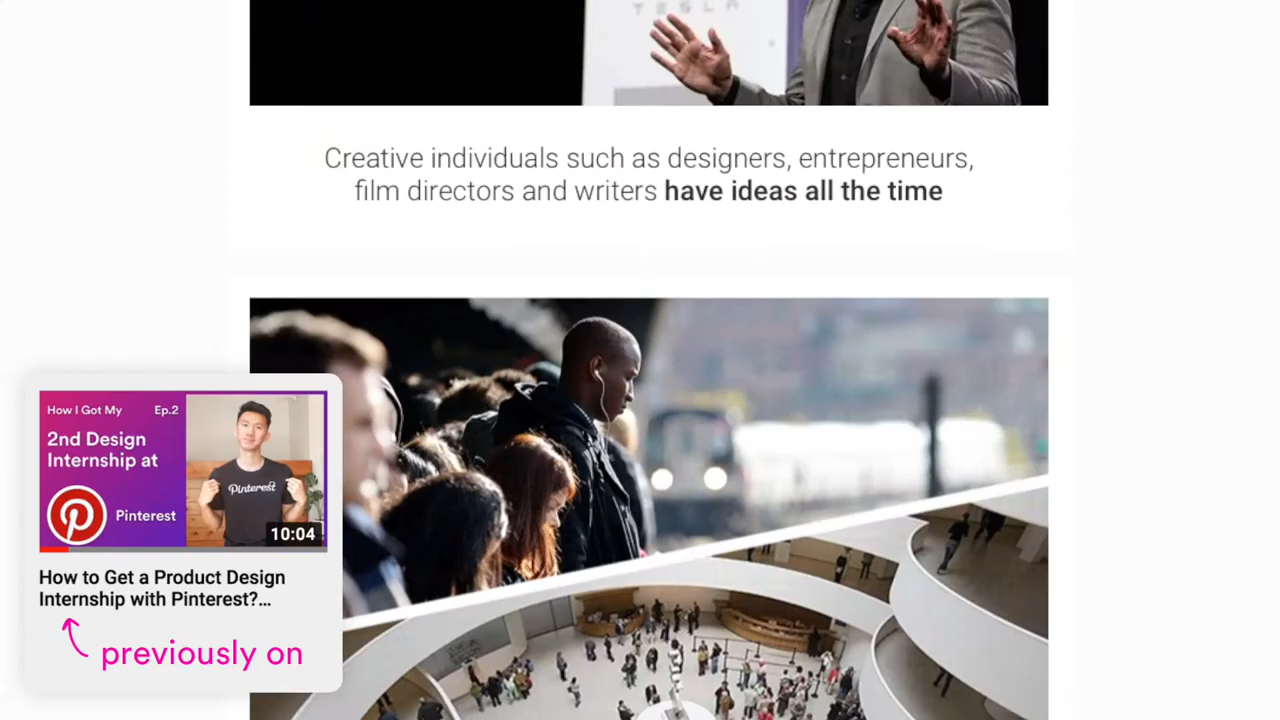 TESLA
Creative individuals such as designers, entrepreneurs,
film directors and writers have ideas all the time
How I Got My
Ep.2
2nd Design
Internship at
Pinterest
Pinterest
10:04
How to Get a Product Design
Internship with Pinterest?...
previously on